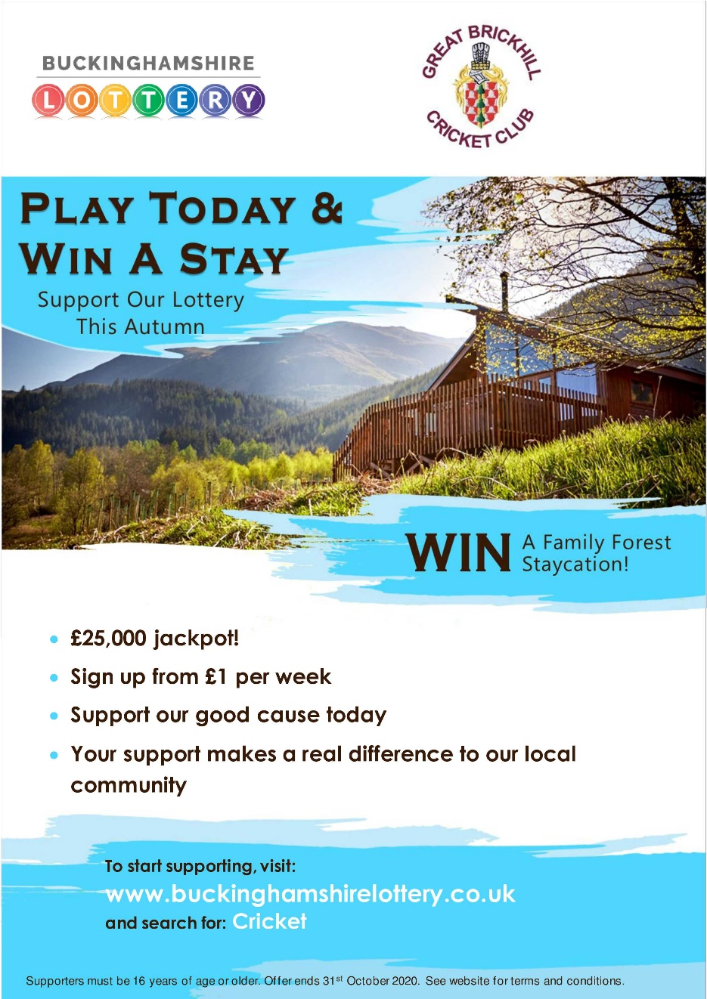 BUCKINGHAMSHIRE
LOTTERY
GREAT BRICKHILL
CRICKET CLUB
PLAY TODAY &
WIN A STAY
Support Our Lottery
This Autumn
WIN A Family Forest
Staycation!
• £25,000 jackpot!
• Sign up from £1 per week
• Support our good cause today
• Your support makes a real difference to our local
community
To start supporting, visit:
www.buckinghamshirelottery.co.uk
and search for: Cricket
Supporters must be 16 years of age or older. Offer ends 31st October 2020. See website for terms and conditions.